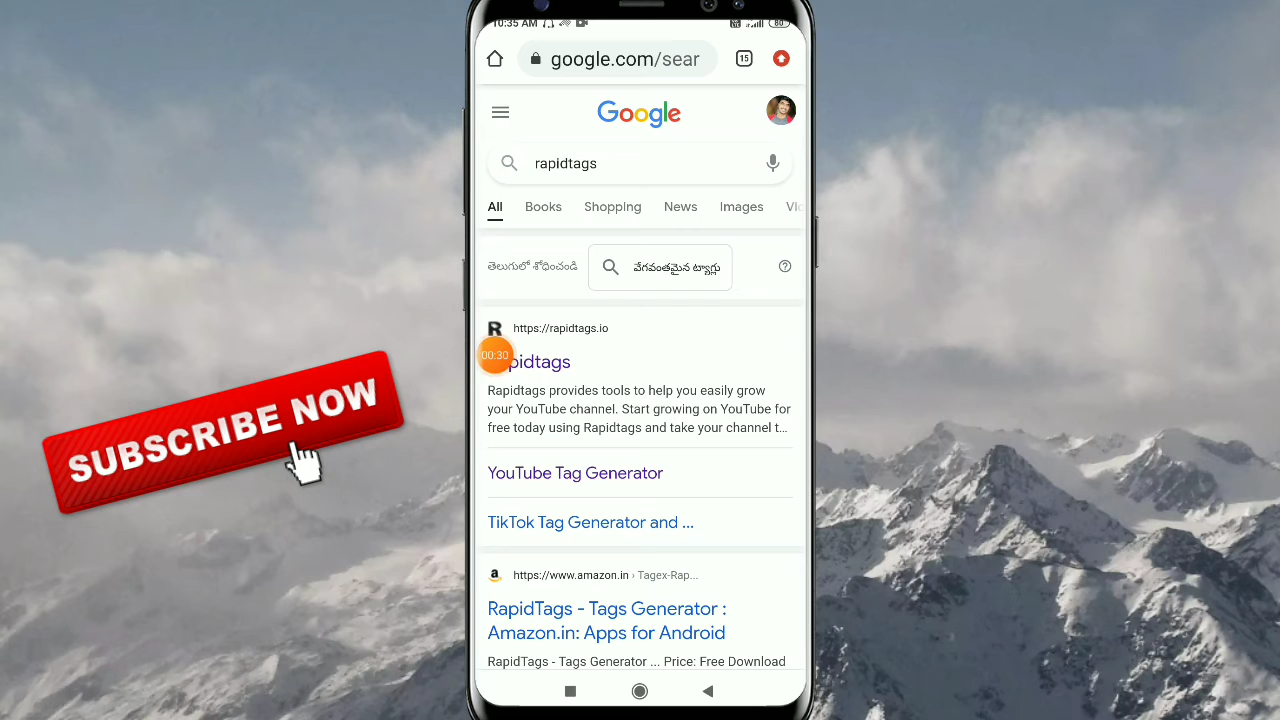 10:35 AM
80
google.com/sear
15
Google
rapidtags
All Books Shopping News Images
తెలుగులో శోధించండి
వేగవంతమైన ట్యాగ్లు
R https://rapidtags.io
00:30 pidtags
Rapidtags provides tools to help you easily grow
your YouTube channel. Start growing on YouTube for
free today using Rapidtags and take your channel t...
YouTube Tag Generator
TikTok Tag Generator and ...
a https://www.amazon.in › Tagex-Rap...
RapidTags - Tags Generator :
Amazon.in: Apps for Android
RapidTags - Tags Generator ... Price: Free Download
SUBSCRIBE NOW